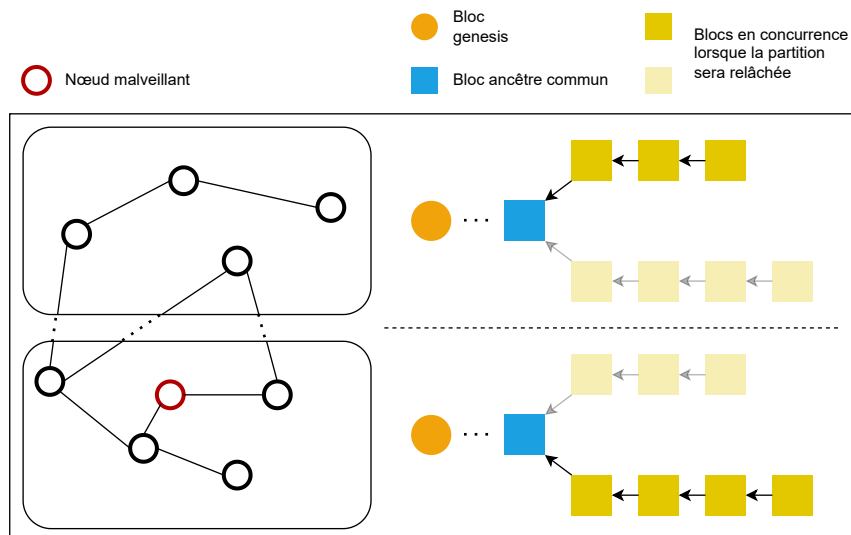 Nœud malveillant
Bloc
genesis
Bloc ancêtre commun
Blocs en concurrence
lorsque la partition
sera relâchée